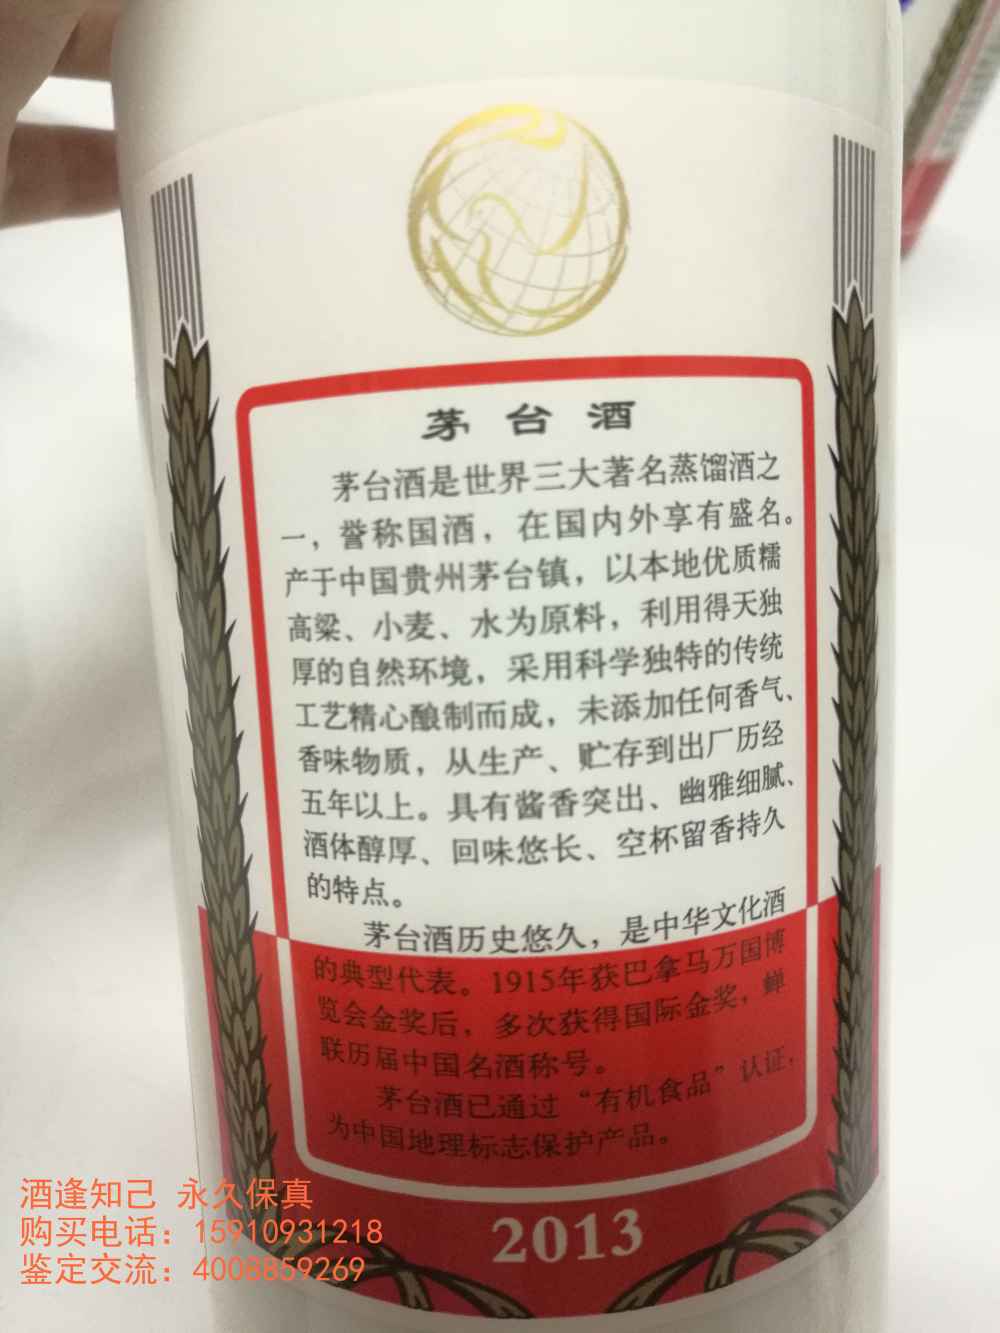 茅台酒
茅台酒是世界三大著名蒸馏酒之
一，誉称国酒，在国内外享有盛名。
产于中国贵州茅台镇，以本地优质糯
高粱、小麦、水为原料，利用得天独
厚的自然环境，采用科学独特的传统
工艺精心酿制而成，未添加任何香气、
香味物质，从生产、贮存到出厂历经
五年以上。具有酱香突出、幽雅细腻、
酒体醇厚、回味悠长、空杯留香持久
的特点。
茅台酒历史悠久，是中华文化酒
的典型代表。1915年获巴拿马万国博
览会金奖后，多次获得国际金奖，蝉
联历届中国名酒称号。
茅台酒已通过“有机食品”认证，
为中国地理标志保护产品。
2013
酒逢知己 永久保真
购买电话：15910931218
鉴定交流：4008859269